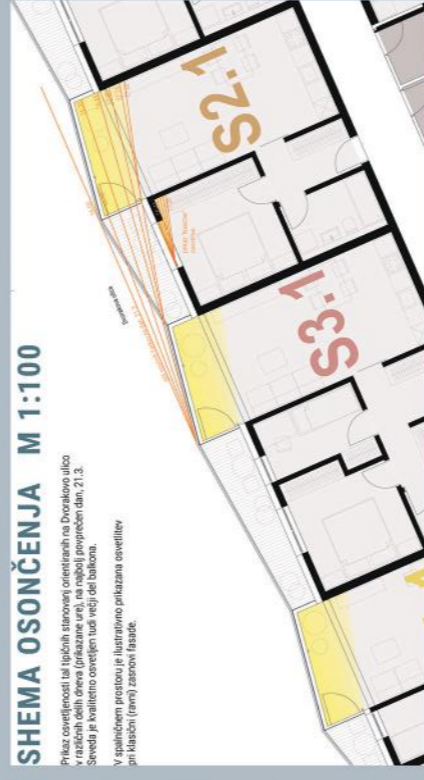 SHEMA OSONČENJA M 1:100
Prikaz osvetljenosti tal tipičnih stanovanj orientiranih na Dvorakovo ulico
v različnih delih dneva (prikazane ure), na najbolj povprečen dan, 21.3.
Seveda je kvalitetno osvetljen tudi večji del balkona.
V spalničnem prostoru je ilustrativno prikazana osvetlitev
pri klasični (ravni) zasnovi fasade.
Dvorakova ulica
S2.1
S3.1